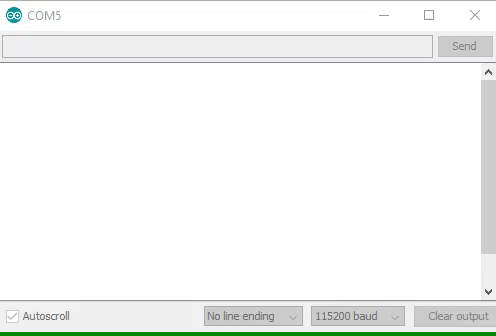 COM5
Send
Autoscroll
No line ending
115200 baud
Clear output